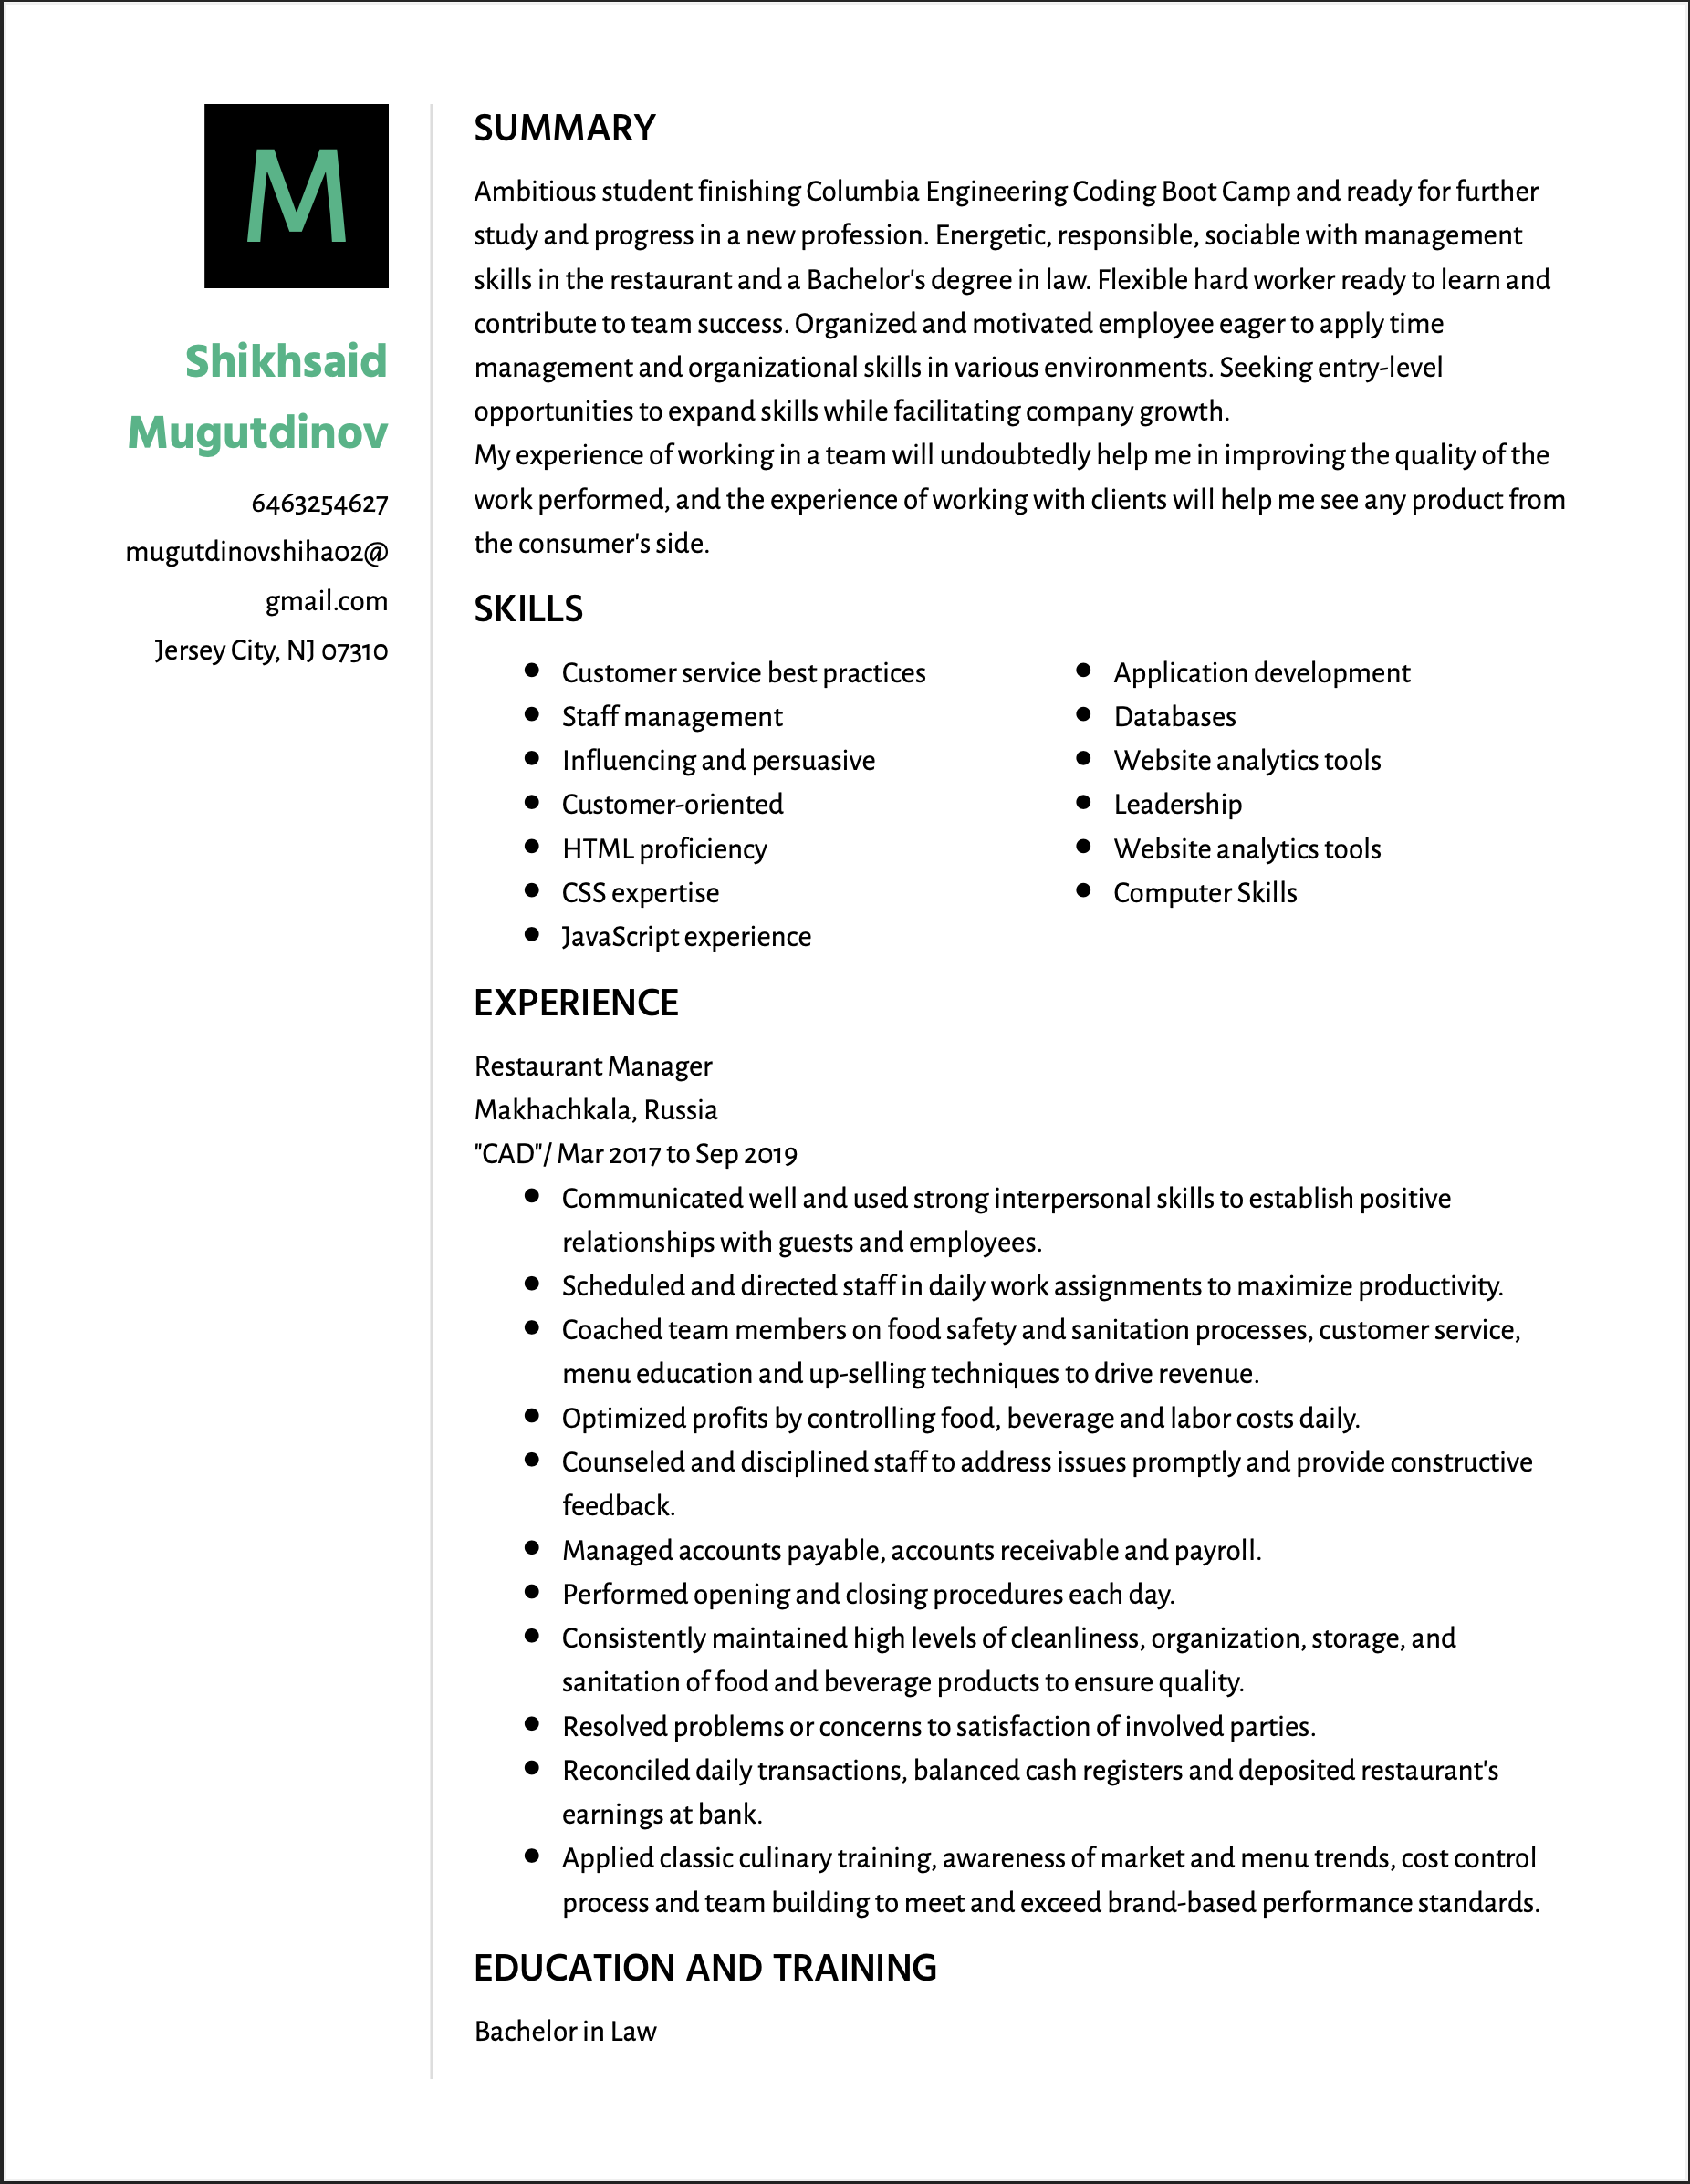 M
Shikhsaid
Mugutdinov
6463254627
mugutdinovshiha02@
gmail.com
Jersey City, NJ 07310
SUMMARY
Ambitious student finishing Columbia Engineering Coding Boot Camp and ready for further
study and progress in a new profession. Energetic, responsible, sociable with management
skills in the restaurant and a Bachelor's degree in law. Flexible hard worker ready to learn and
contribute to team success. Organized and motivated employee eager to apply time
management and organizational skills in various environments. Seeking entry-level
opportunities to expand skills while facilitating company growth.
My experience of working in a team will undoubtedly help me in improving the quality of the
work performed, and the experience of working with clients will help me see any product from
the consumer's side.
SKILLS
● Customer service best practices
● Staff management
● Influencing and persuasive
● Customer-oriented
● HTML proficiency
● CSS expertise
● JavaScript experience
● Application development
● Databases
● Website analytics tools
● Leadership
● Website analytics tools
● Computer Skills
EXPERIENCE
Restaurant Manager
Makhachkala, Russia
"CAD"/ Mar 2017 to Sep 2019
● Communicated well and used strong interpersonal skills to establish positive
relationships with guests and employees.
● Scheduled and directed staff in daily work assignments to maximize productivity.
● Coached team members on food safety and sanitation processes, customer service,
menu education and up-selling techniques to drive revenue.
● Optimized profits by controlling food, beverage and labor costs daily.
● Counseled and disciplined staff to address issues promptly and provide constructive
feedback.
● Managed accounts payable, accounts receivable and payroll.
● Performed opening and closing procedures each day.
● Consistently maintained high levels of cleanliness, organization, storage, and
sanitation of food and beverage products to ensure quality.
● Resolved problems or concerns to satisfaction of involved parties.
● Reconciled daily transactions, balanced cash registers and deposited restaurant's
earnings at bank.
● Applied classic culinary training, awareness of market and menu trends, cost control
process and team building to meet and exceed brand-based performance standards.
EDUCATION AND TRAINING
Bachelor in Law